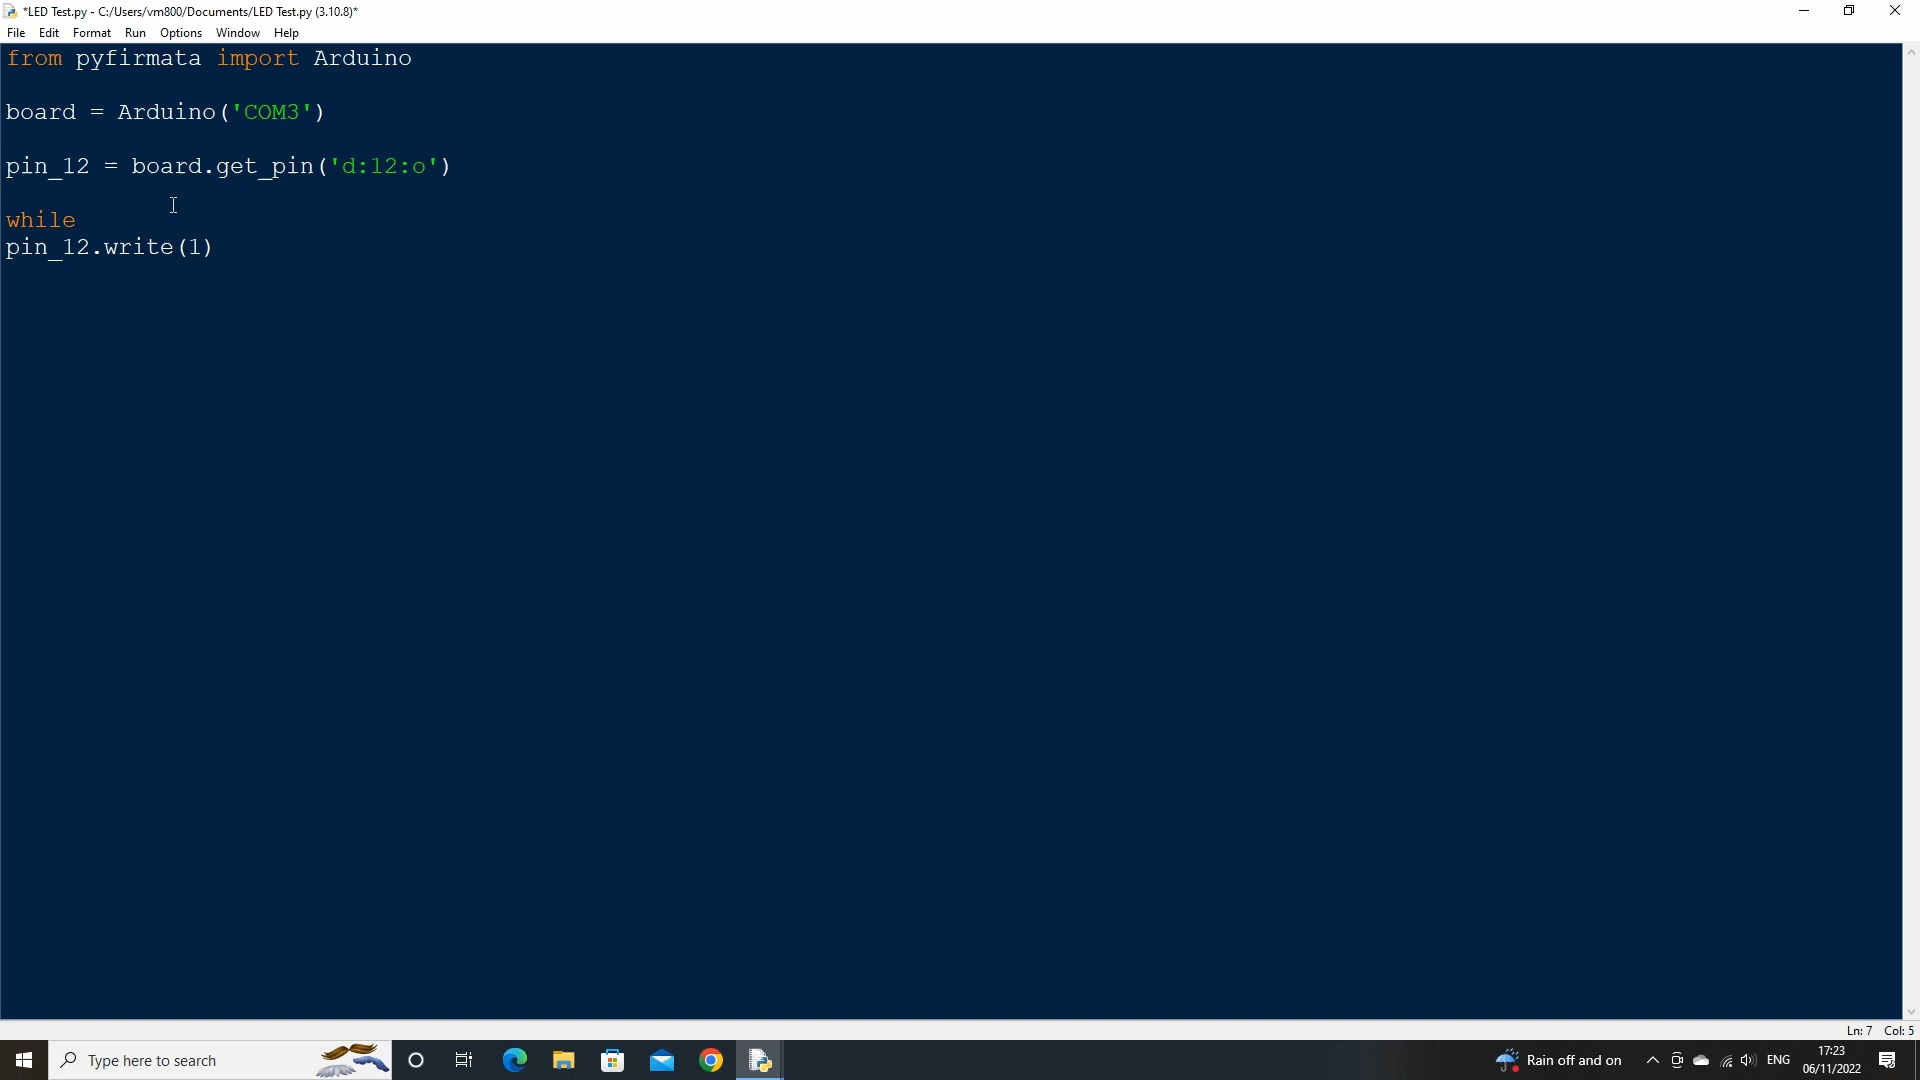 *LED Test.py - C:/Users/vm800/Documents/LED Test.py (3.10.8)*
File Edit Format Run Options Window Help
from pyfirmata import Arduino
board = Arduino('COM3')
pin_12 = board.get_pin('d:12:o')
while
pin_12.write(1)
Ln: 7 Col: 5
Type here to search
Rain off and on
ENG
17:23
06/11/2022